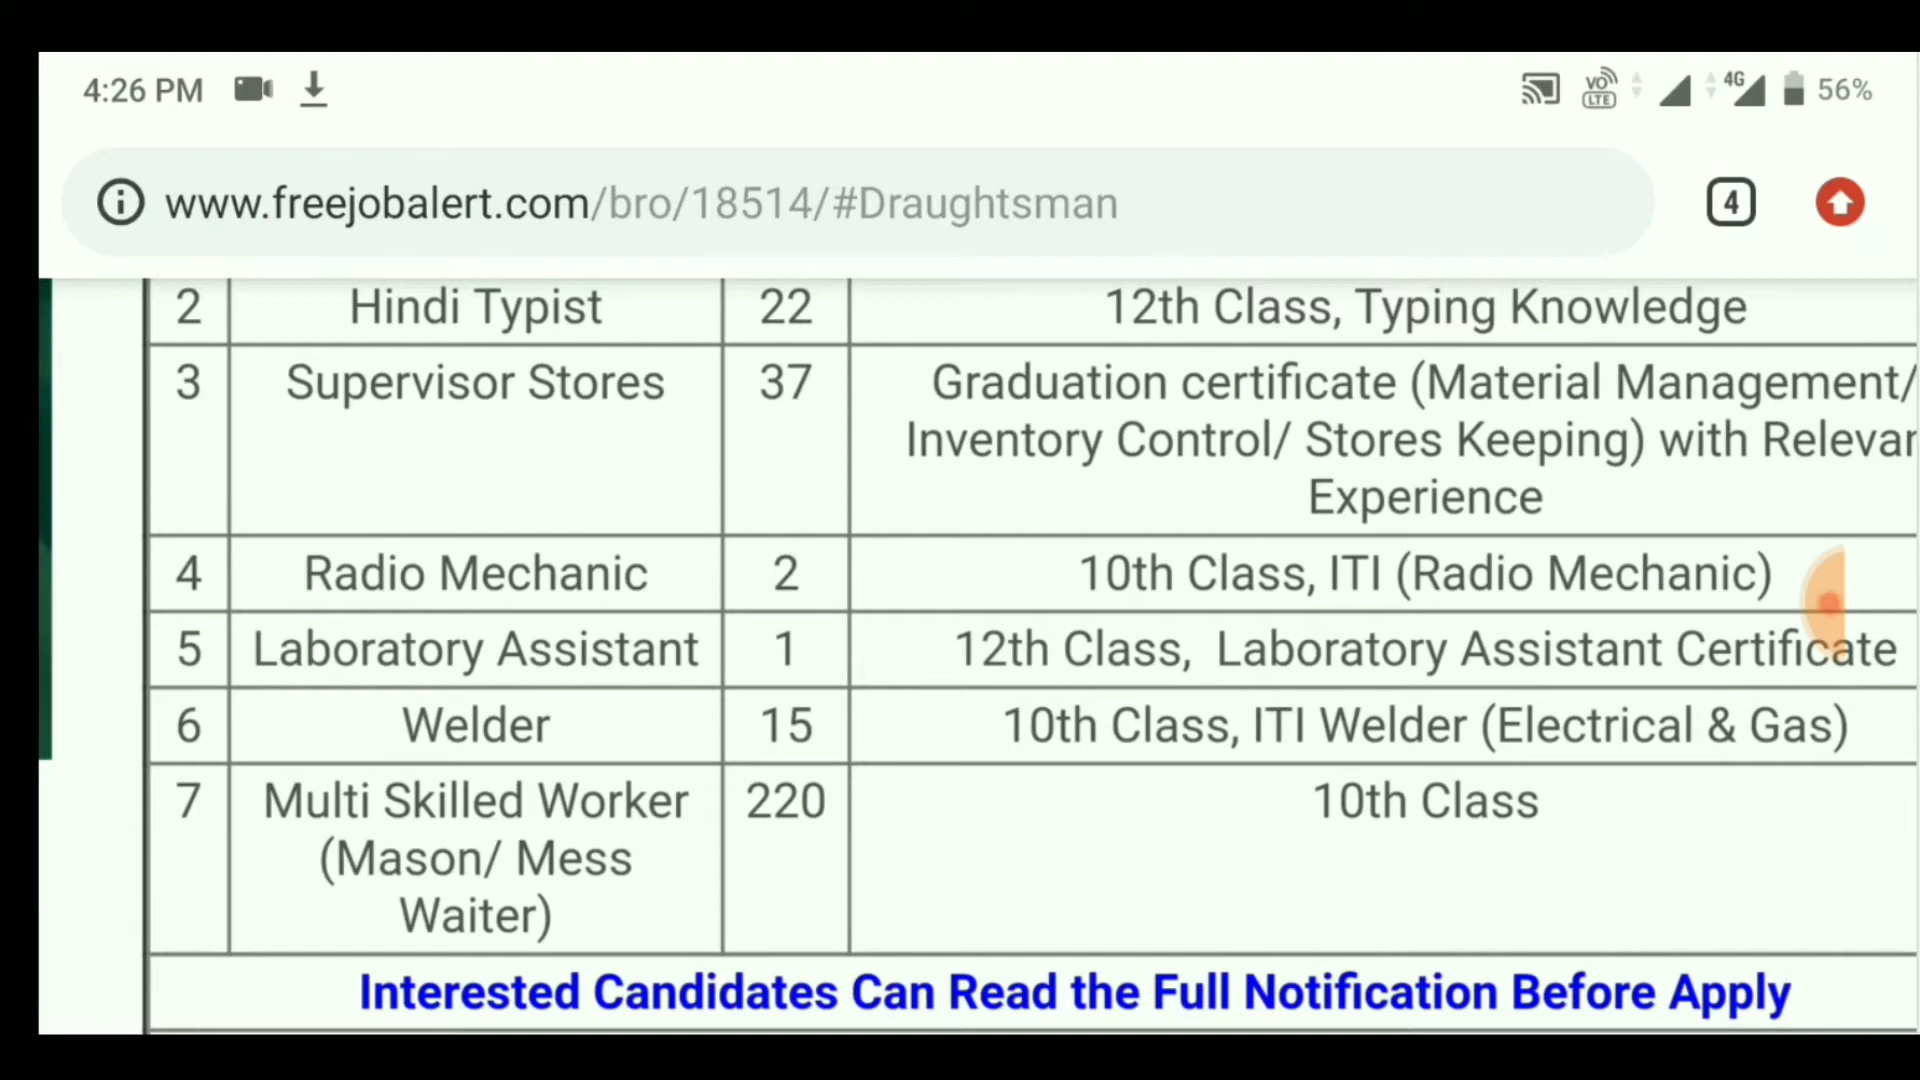 4:26 PM
VO LTE 4G 56%
www.freejobalert.com/bro/18514/#Draughtsman
4
2 Hindi Typist 22 12th Class, Typing Knowledge
3 Supervisor Stores 37 Graduation certificate (Material Management/
Inventory Control/ Stores Keeping) with
Experience
4 Radio Mechanic 2 10th Class, ITI (Radio Mechanic)
5 Laboratory Assistant 1 12th Class, Laboratory Assistant Certificate
6 Welder 15 10th Class, ITI Welder (Electrical & Gas)
7 Multi Skilled Worker 220 10th Class
(Mason/ Mess
Waiter)
Interested Candidates Can Read the Full Notification Before Apply